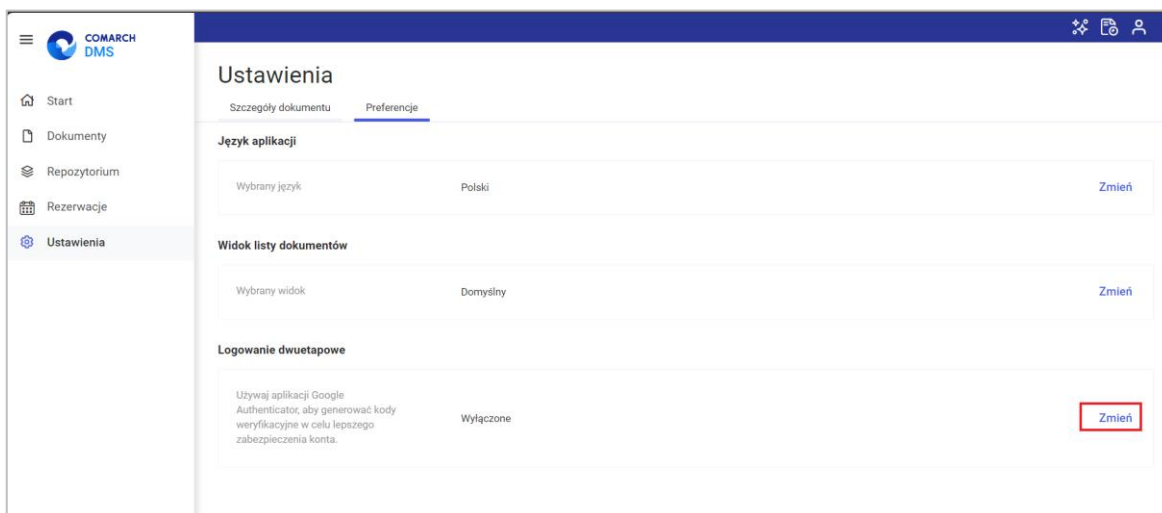 COMARCH
DMS
Start
Dokumenty
Repozytorium
Rezerwacje
Ustawienia
Ustawienia
Szczegóły dokumentu Preferencje
Język aplikacji
Wybrany język Polski Zmień
Widok listy dokumentów
Wybrany widok Domyślny Zmień
Logowanie dwuetapowe
Używaj aplikacji Google
Authenticator, aby generować kody
weryfikacyjne w celu lepszego
zabezpieczenia konta.
Wyłączone Zmień